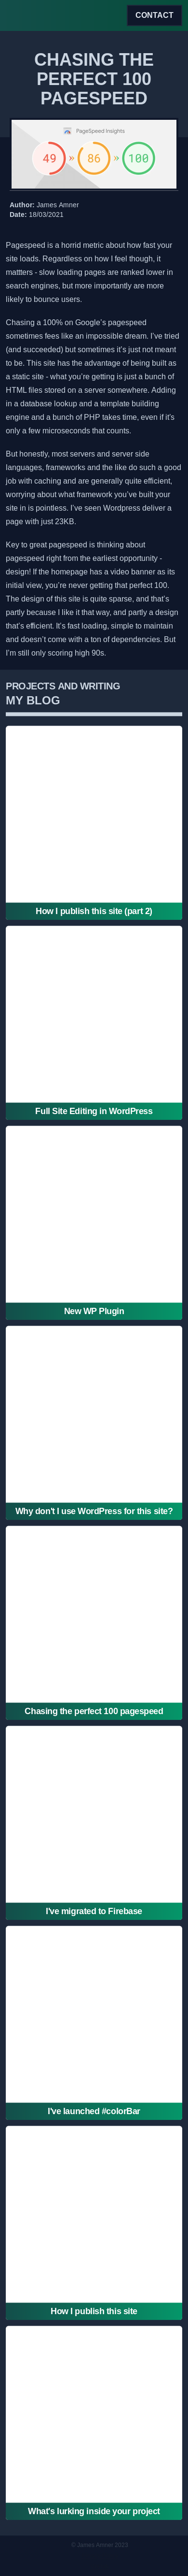 CONTACT
CHASING THE
PERFECT 100
PAGESPEED
PageSpeed Insights
49 » 86 » 100
Author: James Amner
Date: 18/03/2021
Pagespeed is a horrid metric about how fast your
site loads. Regardless on how I feel though, it
mattters - slow loading pages are ranked lower in
search engines, but more importantly are more
likely to bounce users.
Chasing a 100% on Google's pagespeed
sometimes fees like an impossible dream. I've tried
(and succeeded) but sometimes it's just not meant
to be. This site has the advantage of being built as
a static site - what you're getting is just a bunch of
HTML files stored on a server somewhere. Adding
in a database lookup and a template building
engine and a bunch of PHP takes time, even if it's
only a few microseconds that counts.
But honestly, most servers and server side
languages, frameworks and the like do such a good
job with caching and are generally quite efficient,
worrying about what framework you've built your
site in is pointless. I've seen Wordpress deliver a
page with just 23KB.
Key to great pagespeed is thinking about
pagespeed right from the earliest opportunity -
design! If the homepage has a video banner as its
initial view, you're never getting that perfect 100.
The design of this site is quite sparse, and that's
partly because I like it that way, and partly a design
that's efficient. It's fast loading, simple to maintain
and doesn't come with a ton of dependencies. But
I'm still only scoring high 90s.
PROJECTS AND WRITING
MY BLOG
How I publish this site (part 2)
Full Site Editing in WordPress
New WP Plugin
Why don't I use WordPress for this site?
Chasing the perfect 100 pagespeed
I've migrated to Firebase
I've launched #colorBar
How I publish this site
What's lurking inside your project